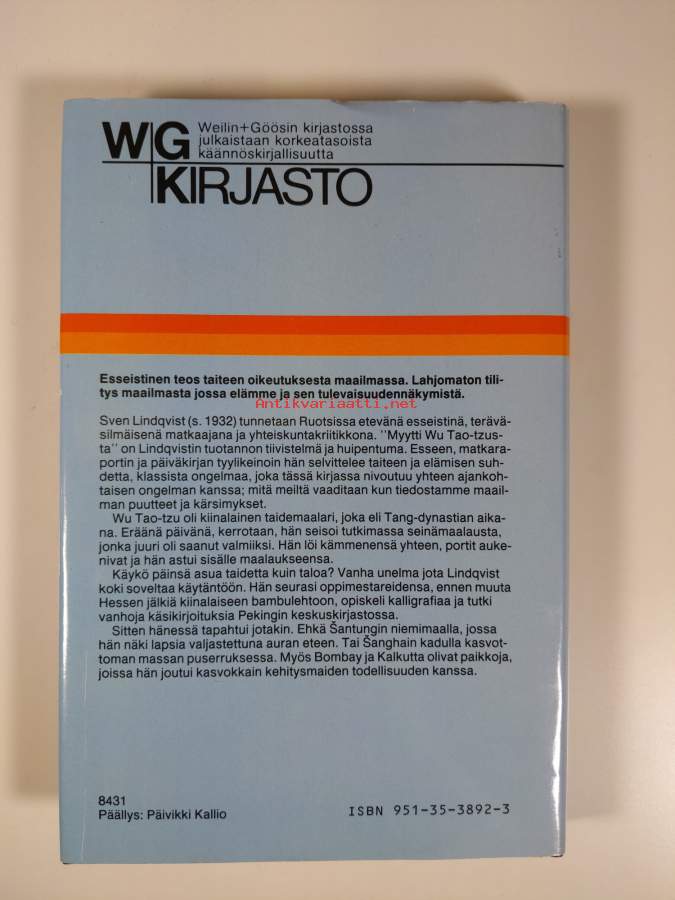 Weilin+Göösin kirjastossa
julkaistaan korkeatasoista
käännöskirjallisuutta
WG
KIRJASTO
Esseistinen teos taiteen oikeutuksesta maailmassa. Lahjomaton tili-
tys maailmasta jossa elämme ja sen tulevaisuudennäkymistä.
Antikvariaatti.net
Sven Lindqvist (s. 1932) tunnetaan Ruotsissa etevänä esseistinä, terävä-
silmäisenä matkaajana ja yhteiskuntakriitikkona. ''Myytti Wu Tao-tzus-
ta'' on Lindqvistin tuotannon tiivistelmä ja huipentuma. Esseen, matkara-
portin ja päiväkirjan tyylikeinoin hän selvittelee taiteen ja elämisen suh-
detta, klassista ongelmaa, joka tässä kirjassa nivoutuu yhteen ajankoh-
taisen ongelman kanssa; mitä meiltä vaaditaan kun tiedostamme maail-
man puutteet ja kärsimykset.
Wu Tao-tzu oli kiinalainen taidemaalari, joka eli Tang-dynastian aika-
na. Eräänä päivänä, kerrotaan, hän seisoi tutkimassa seinämaalausta,
jonka juuri oli saanut valmiiksi. Hän löi kämmenensä yhteen, portit auke-
nivat ja hän astui sisälle maalaukseensa.
Käykö päinsä asua taidetta kuin taloa? Vanha unelma jota Lindqvist
koki soveltaa käytäntöön. Hän seurasi oppimestareidensa, ennen muuta
Hessen jälkiä kiinalaiseen bambulehtoon, opiskeli kalligrafiaa ja tutki
vanhoja käsikirjoituksia Pekingin keskuskirjastossa.
Sitten hänessä tapahtui jotakin. Ehkä Šantungin niemimaalla, jossa
hän näki lapsia valjastettuna auran eteen. Tai Šanghain kadulla kasvot-
toman massan puserruksessa. Myös Bombay ja Kalkutta olivat paikkoja,
joissa hän joutui kasvokkain kehitysmaiden todellisuuden kanssa.
8431
Päällys: Päivikki Kallio
ISBN 951-35-3892-3